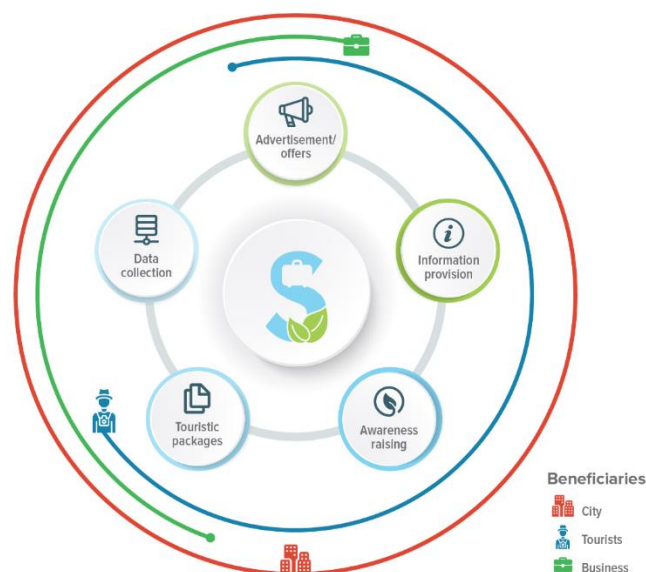 Advertisement/
offers
Data
collection
Information
provision
Touristic
packages
Awareness
raising
Beneficiaries
City
Tourists
Business